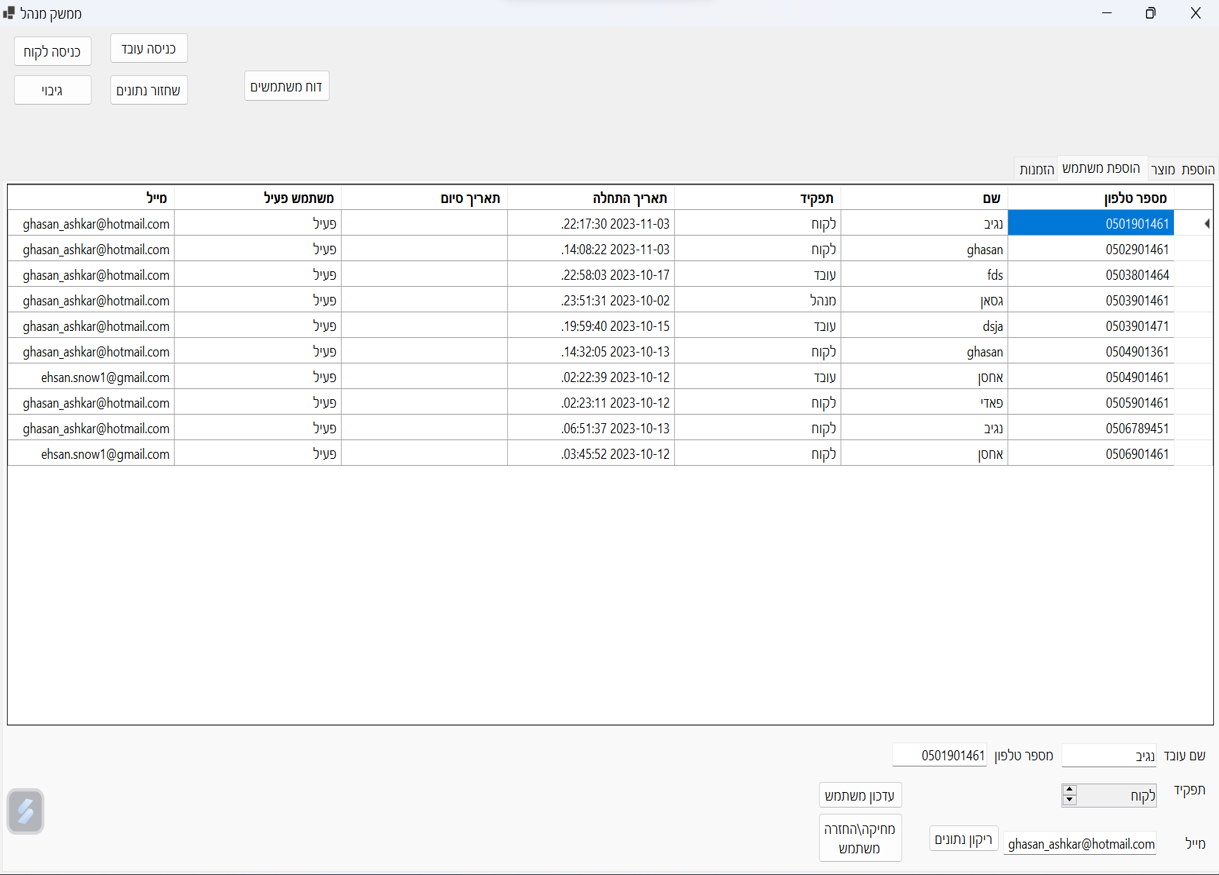 ממשק מנהל
כניסה עובד כניסה לקוח
דוח משתמשים שחזור נתונים גיבוי
הוספת מוצר הוספת משתמש הזמנות
מספר טלפון שם תפקיד תאריך התחלה תאריך סיום משתמש פעיל מייל
0501901461 נגיב לקוח 2023-11-03 22:17:30. פעיל ghasan_ashkar@hotmail.com
0502901461 ghasan לקוח 2023-11-03 14:08:22. פעיל ghasan_ashkar@hotmail.com
0503801464 fds עובד 2023-10-17 22:58:03. פעיל ghasan_ashkar@hotmail.com
0503901461 גסאן מנהל 2023-10-02 23:51:31. פעיל ghasan_ashkar@hotmail.com
0503901471 dsja עובד 2023-10-15 19:59:40. פעיל ghasan_ashkar@hotmail.com
0504901361 ghasan לקוח 2023-10-13 14:32:05. פעיל ghasan_ashkar@hotmail.com
0504901461 אחסן עובד 2023-10-12 02:22:39. פעיל ehsan.snow1@gmail.com
0505901461 פאדי לקוח 2023-10-12 02:23:11. פעיל ghasan_ashkar@hotmail.com
0506789451 נגיב לקוח 2023-10-13 06:51:37. פעיל ghasan_ashkar@hotmail.com
0506901461 אחסן לקוח 2023-10-12 03:45:52. פעיל ehsan.snow1@gmail.com
שם עובד נגיב מספר טלפון 0501901461
תפקיד לקוח עדכון משתמש
מייל ghasan_ashkar@hotmail.com ריקון נתונים מחיקה\החזרה
משתמש